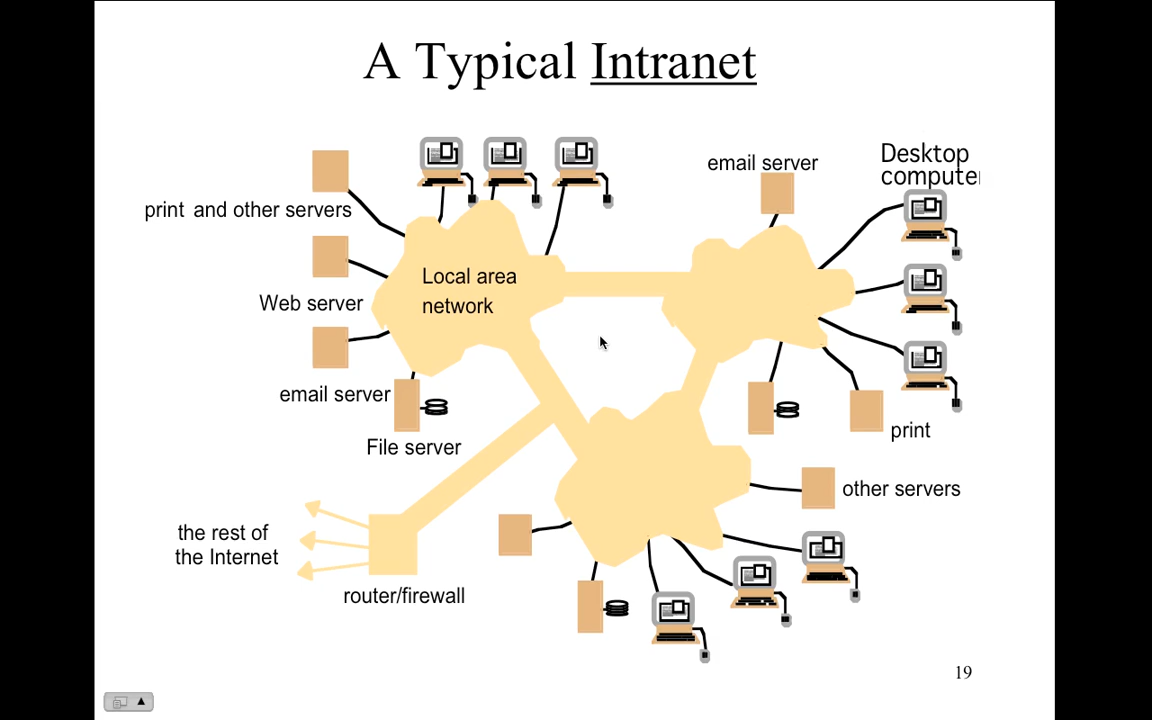 A Typical Intranet
email server
Desktop
compute
print and other servers
Local area
network
Web server
email server
File server
print
other servers
the rest of
the Internet
router/firewall
19